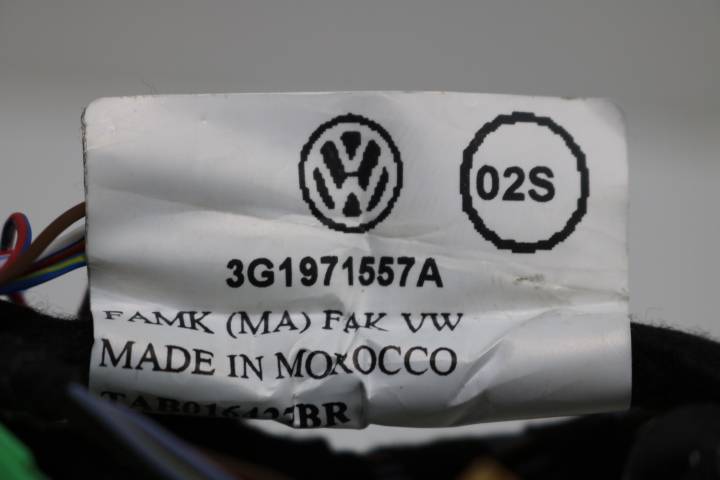 02S
3G1971557A
FAMK (MA) FAK VW
MADE IN MOROCCO